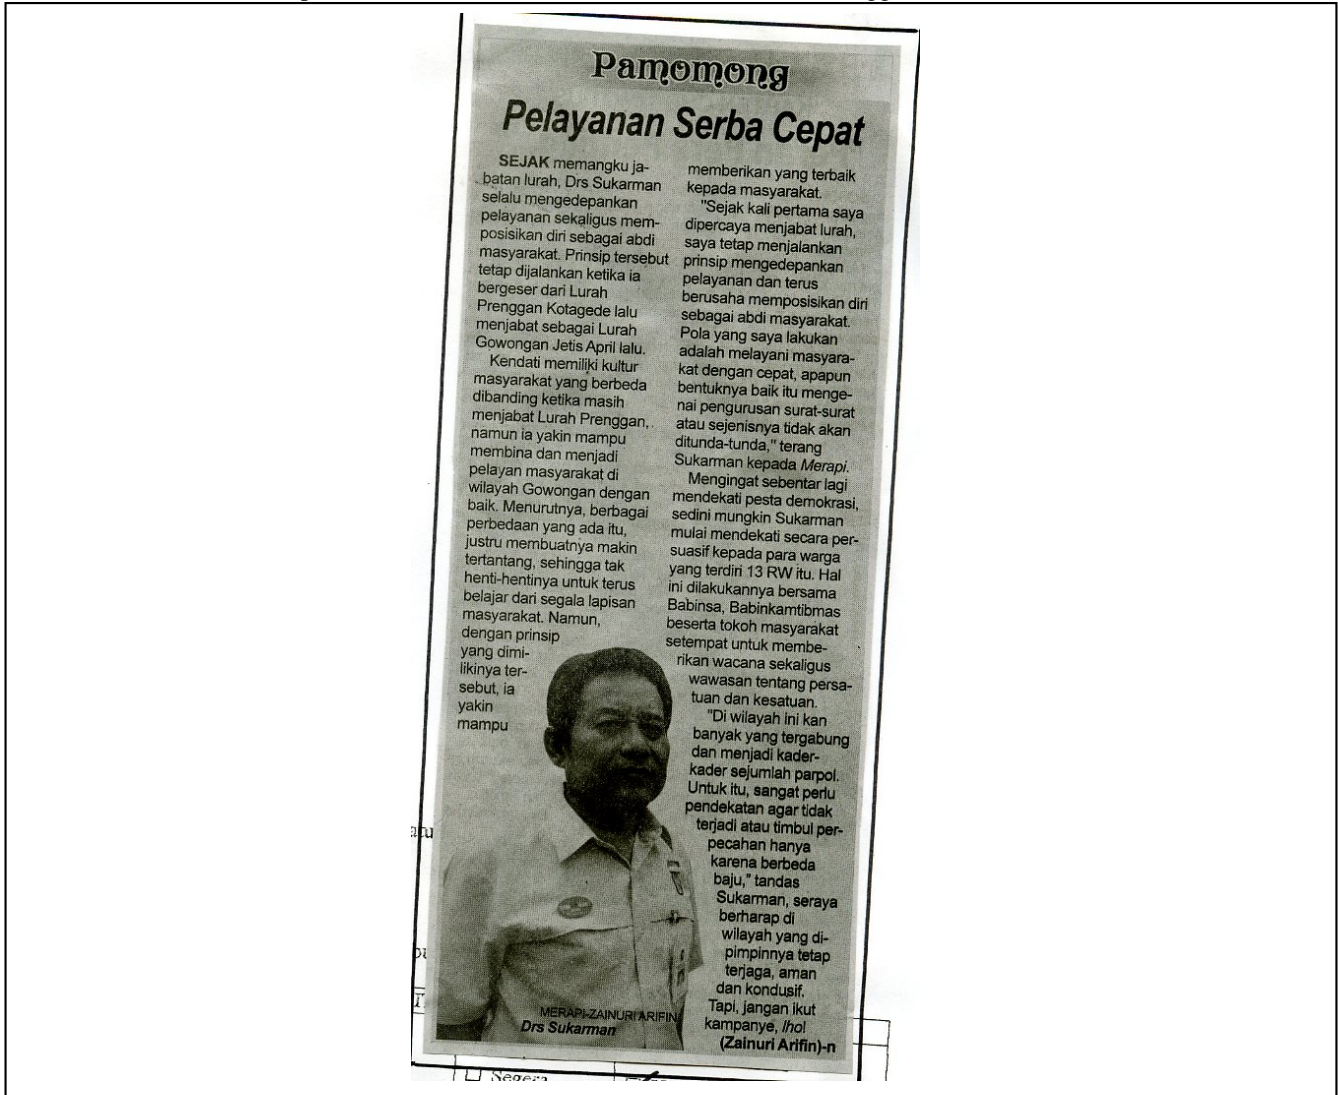 Pamomong
Pelayanan Serba Cepat
SEJAK memangku ja-
batan lurah, Drs Sukarman
selalu mengedepankan
pelayanan sekaligus mem-
posisikan diri sebagai abdi
masyarakat. Prinsip tersebut
tetap dijalankan ketika ia
bergeser dari Lurah
Prenggan Kotagede lalu
menjabat sebagai Lurah
Gowongan Jetis April lalu.
Kendati memiliki kultur
masyarakat yang berbeda
dibanding ketika masih
menjabat Lurah Prenggan,
namun ia yakin mampu
membina dan menjadi
pelayan masyarakat di
wilayah Gowongan dengan
baik. Menurutnya, berbagai
perbedaan yang ada itu,
justru membuatnya makin
tertantang, sehingga tak
henti-hentinya untuk terus
belajar dari segala lapisan
masyarakat. Namun,
dengan prinsip
yang dimi-
likinya ter-
sebut, ia
yakin
mampu
memberikan yang terbaik
kepada masyarakat.
"Sejak kali pertama saya
dipercaya menjabat lurah,
saya tetap menjalankan
prinsip mengedepankan
pelayanan dan terus
berusaha memposisikan diri
sebagai abdi masyarakat.
Pola yang saya lakukan
adalah melayani masyara-
kat dengan cepat, apapun
bentuknya baik itu menge-
nai pengurusan surat-surat
atau sejenisnya tidak akan
ditunda-tunda," terang
Sukarman kepada Merapi.
Mengingat sebentar lagi
mendekati pesta demokrasi,
sedini mungkin Sukarman
mulai mendekati secara per-
suasif kepada para warga
yang terdiri 13 RW itu. Hal
ini dilakukannya bersama
Babinsa, Babinkamtibmas
beserta tokoh masyarakat
setempat untuk membe-
rikan wacana sekaligus
wawasan tentang persa-
tuan dan kesatuan.
"Di wilayah ini kan
banyak yang tergabung
dan menjadi kader-
kader sejumlah parpol.
Untuk itu, sangat perlu
pendekatan agar tidak
terjadi atau timbul per-
pecahan hanya
karena berbeda
baju," tandas
Sukarman, seraya
berharap di
wilayah yang di-
pimpinnya tetap
terjaga, aman
dan kondusif.
Tapi, jangan ikut
kampanye, lho!
(Zainuri Arifin)-n
MERAPI-ZAINURI ARIFIN
Drs Sukarman
Segera